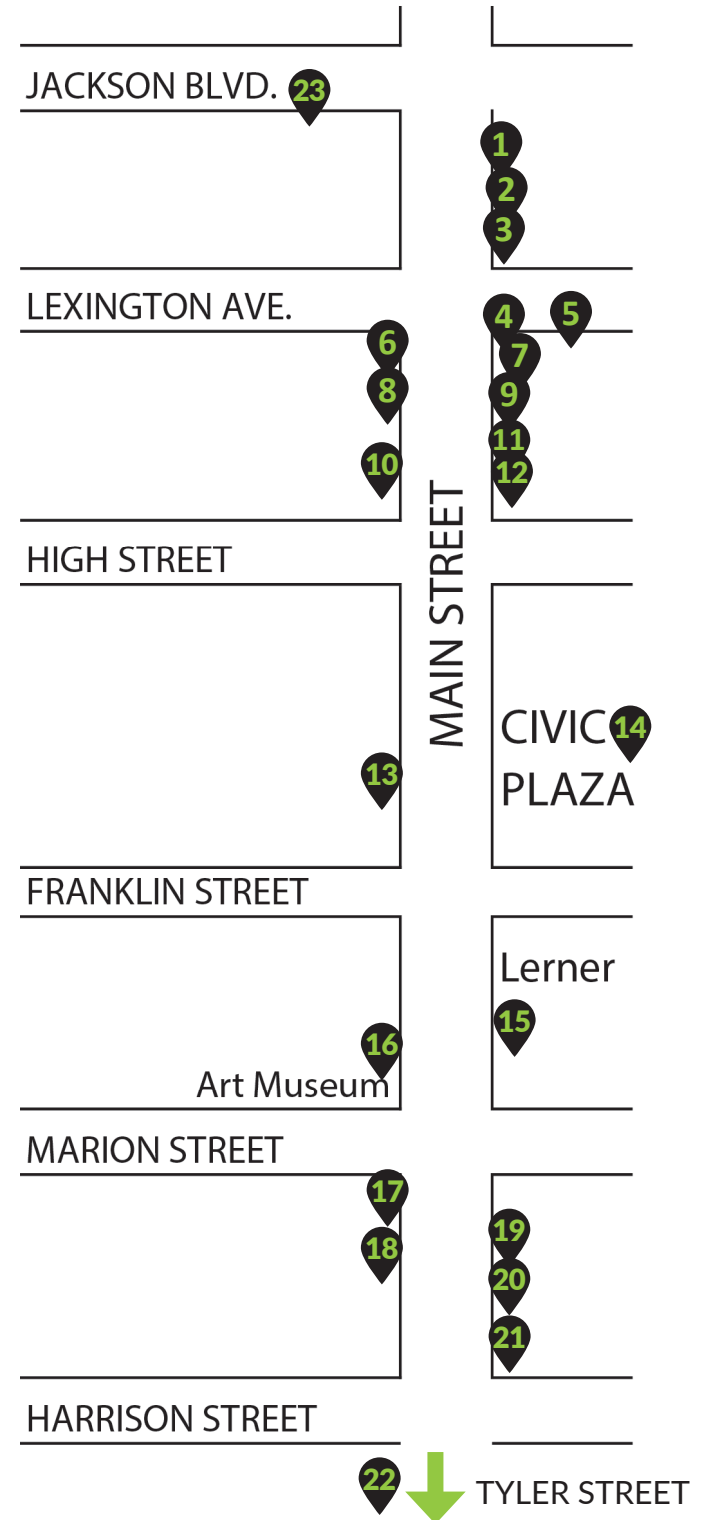 JACKSON BLVD. 23
1
2
3
LEXINGTON AVE.
4 5
6
7
8
9
11
10
12
HIGH STREET
MAIN STREET
CIVIC 14
PLAZA
13
FRANKLIN STREET
Lerner
15
16
Art Museum
MARION STREET
17
19
18
20
21
HARRISON STREET
22 TYLER STREET